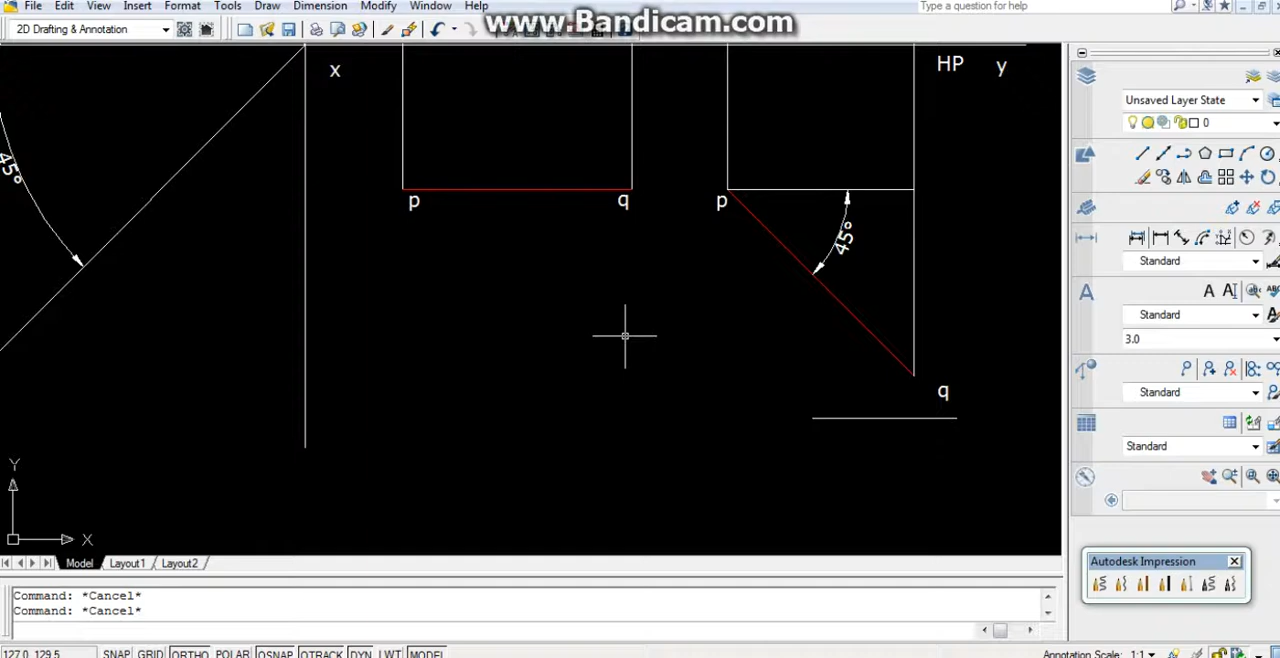 File Edit View Insert Format Tools Draw Dimension Modify Window Help
www.Bandicam.com
Type a question for help
2D Drafting & Annotation
x
HP
y
45°
p
q
p
45°
q
Unsaved Layer State
0
Standard
Standard
3.0
Standard
Standard
Autodesk Impression
Y
X
Model Layout1 Layout2
Command: *Cancel*
Command: *Cancel*
127.0, 129.5 SNAP GRID ORTHO POLAR OSNAP OTRACK DYN LWT MODEL
Annotation Scale: 1:1